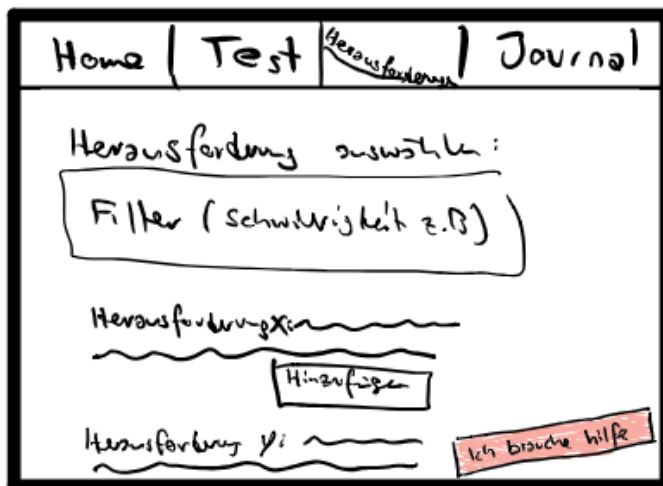 Home | Test | Herausforderung | Journal
Herausforderung auswählen:
Filter (Schwierigkeit z.B)
Herausforderung X:
Hinzufügen
Herausforderung y:
Ich brauche hilfe